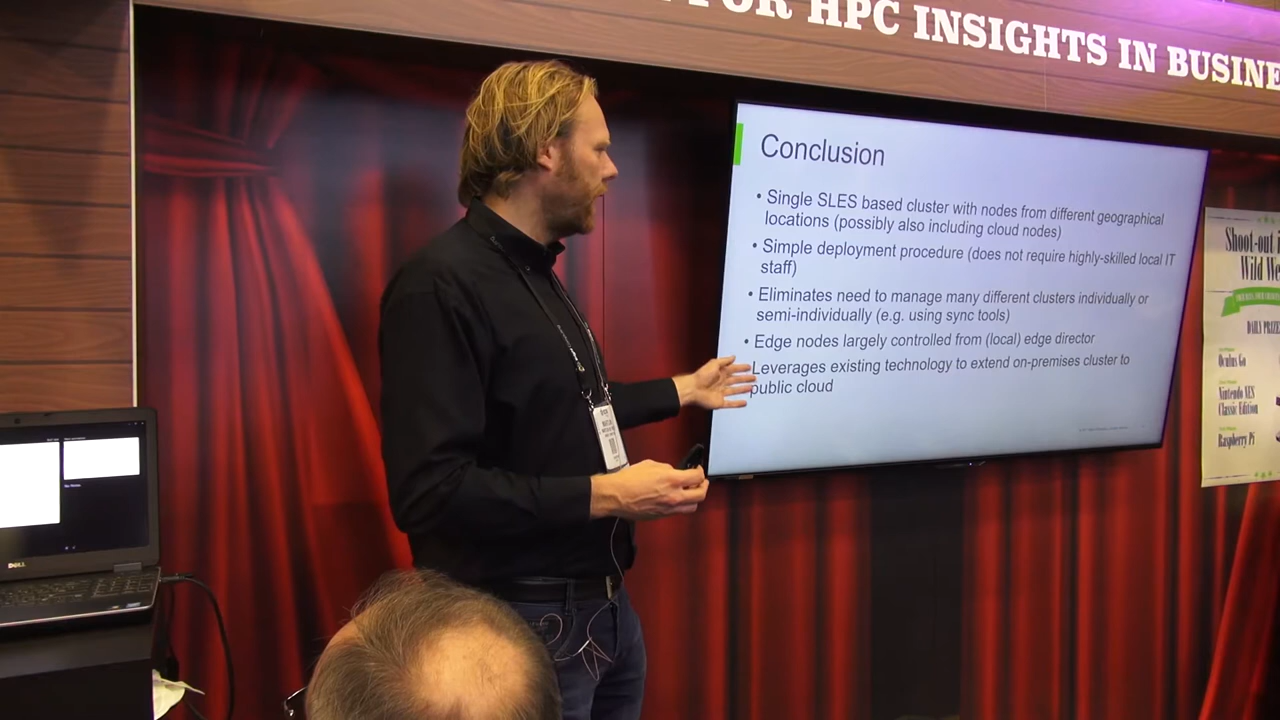 FOR HPC INSIGHTS IN BUSINE
Conclusion
• Single SLES based cluster with nodes from different geographical
locations (possibly also including cloud nodes)
• Simple deployment procedure (does not require highly-skilled local IT
staff)
• Eliminates need to manage many different clusters individually or
semi-individually (e.g. using sync tools)
• Edge nodes largely controlled from (local) edge director
Leverages existing technology to extend on-premises cluster to
public cloud
Shoot-out
Wild We
DAILY PRIZE
Oculus Go
Nintendo NES
Classic Edition
Raspberry Pi
DELL